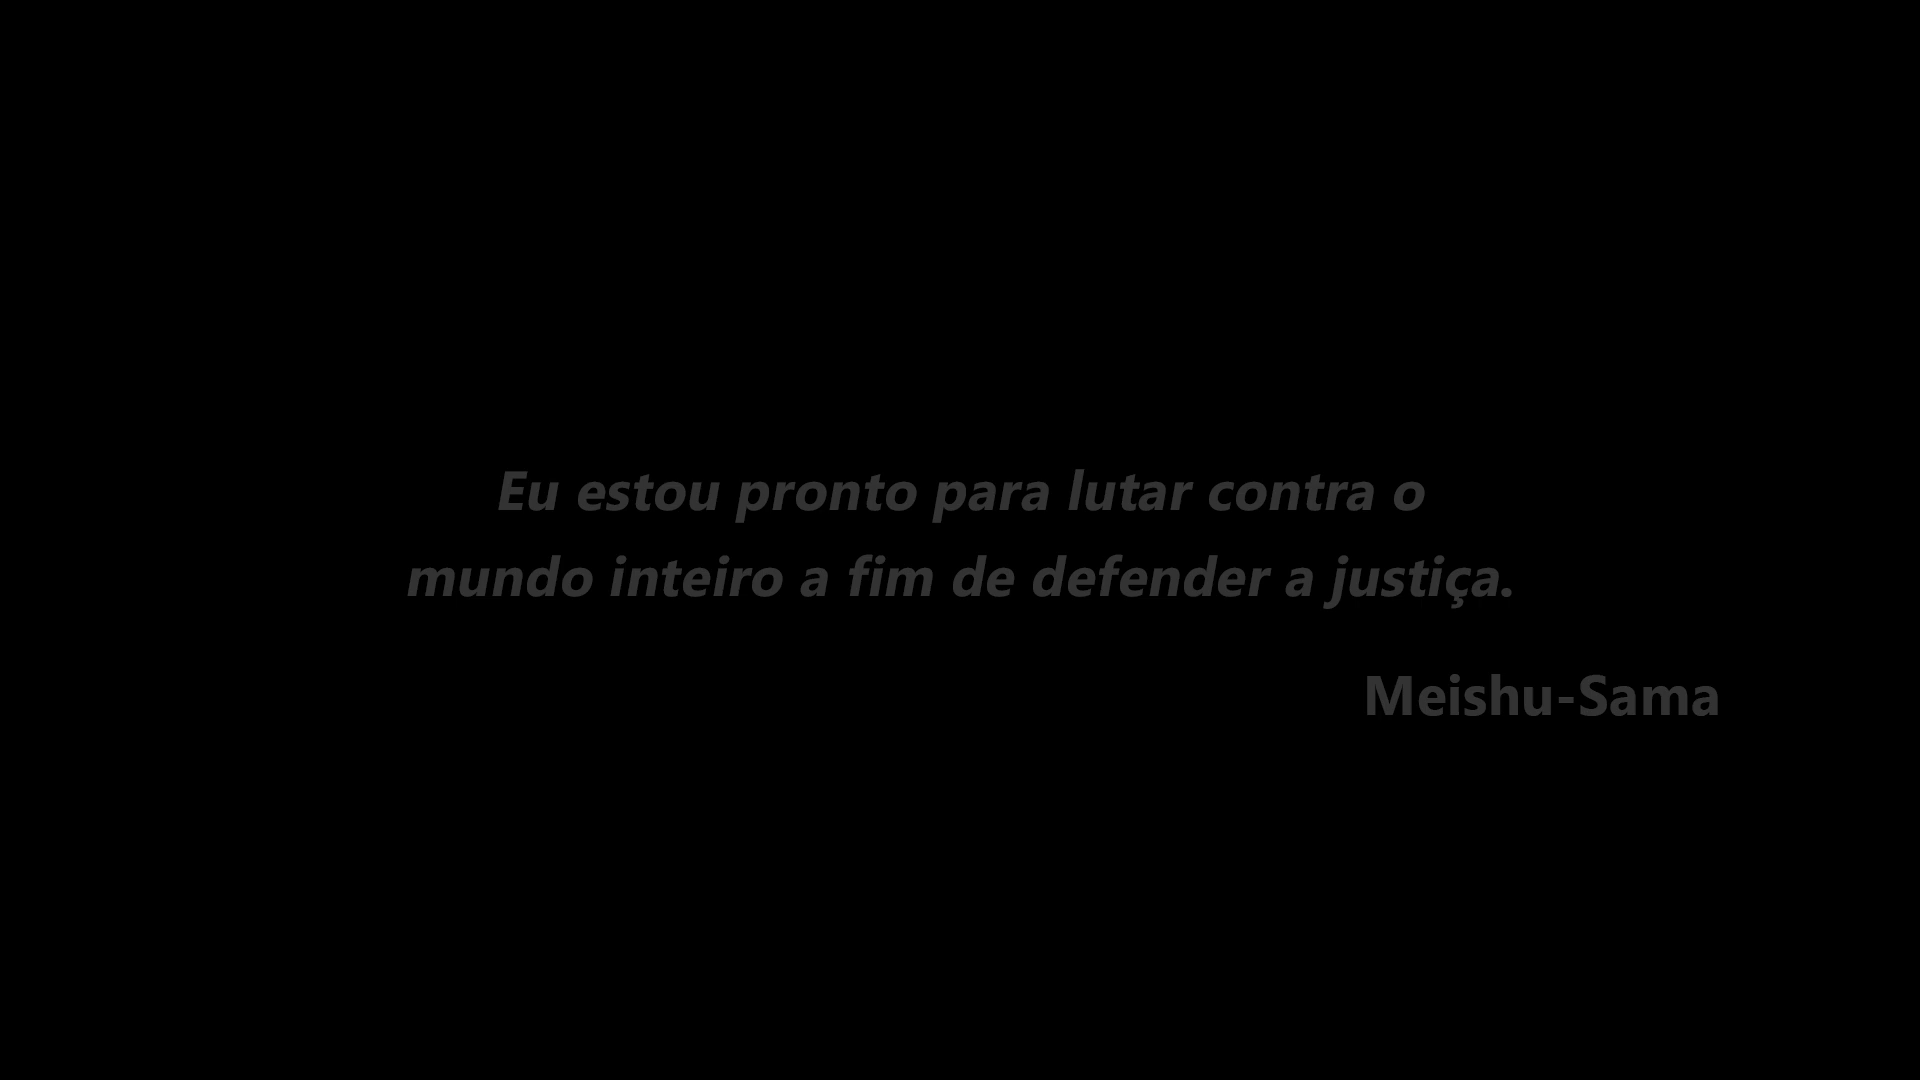 Eu estou pronto para lutar contra o
mundo inteiro a fim de defender a justiça.
Meishu-Sama